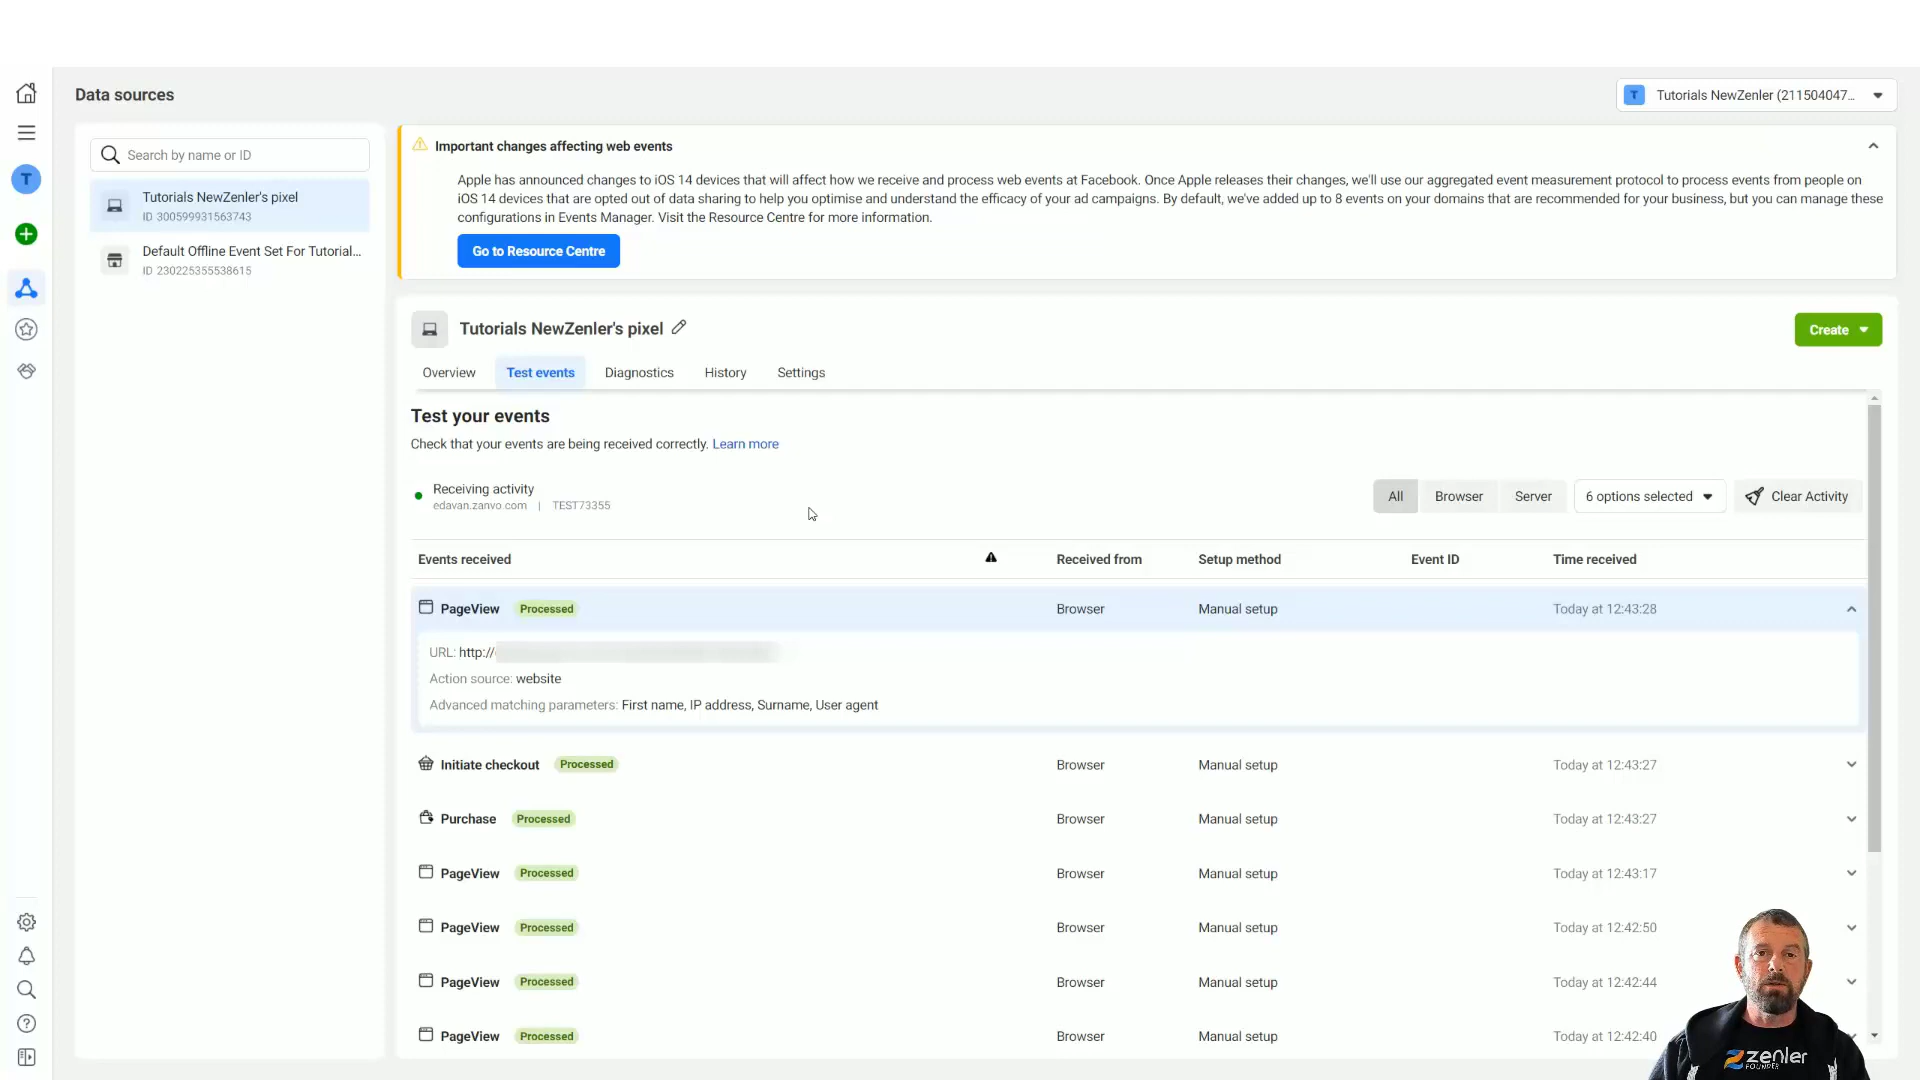 Data sources
T Tutorials NewZenler (211504047...
Search by name or ID
Tutorials NewZenler's pixel
ID 300599931563743
Default Offline Event Set For Tutorial...
ID 230225355538615
T
Important changes affecting web events
Apple has announced changes to iOS 14 devices that will affect how we receive and process web events at Facebook. Once Apple releases their changes, we'll use our aggregated event measurement protocol to process events from people on
iOS 14 devices that are opted out of data sharing to help you optimise and understand the efficacy of your ad campaigns. By default, we've added up to 8 events on your domains that are recommended for your business, but you can manage these
configurations in Events Manager. Visit the Resource Centre for more information.
Go to Resource Centre
Tutorials NewZenler's pixel
Create
Overview Test events Diagnostics History Settings
Test your events
Check that your events are being received correctly. Learn more
Receiving activity
edavan.zanvo.com | TEST73355
All Browser Server 6 options selected Clear Activity
Events received Received from Setup method Event ID Time received
PageView Processed Browser Manual setup Today at 12:43:28
URL: http://
Action source: website
Advanced matching parameters: First name, IP address, Surname, User agent
Initiate checkout Processed Browser Manual setup Today at 12:43:27
Purchase Processed Browser Manual setup Today at 12:43:27
PageView Processed Browser Manual setup Today at 12:43:17
PageView Processed Browser Manual setup Today at 12:42:50
PageView Processed Browser Manual setup Today at 12:42:44
PageView Processed Browser Manual setup Today at 12:42:40
zenler
FOUNDER